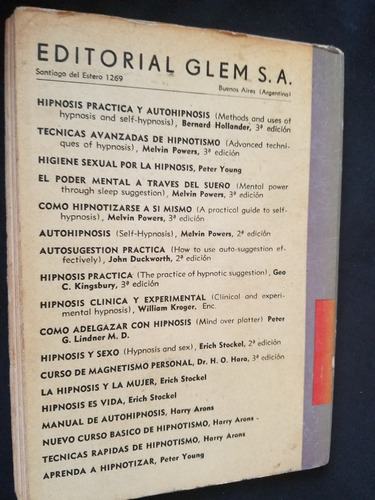 EDITORIAL GLEM S.A.
Santiago del Estero 1269 Buenos Aires (Argentina)
HIPNOSIS PRACTICA Y AUTOHIPNOSIS (Methods and uses
of hypnosis and self-hypnosis), Bernard Hollander, 3ª edición
TECNICAS AVANZADAS DE HIPNOTISMO (Advanced techni-
ques of hypnosis), Melvin Powers, 3ª edición
HIGIENE SEXUAL POR LA HIPNOSIS, Peter Young
EL PODER MENTAL A TRAVES DEL SUEÑO (Mental power
through sleep suggestion), Melvin Powers, 3ª edición
COMO HIPNOTIZARSE A SI MISMO (A practical guide to self-
hypnosis), Melvin Powers, 3ª edición
AUTOHIPNOSIS (Self-Hypnosis), Melvin Powers, 2ª edición
AUTOSUGESTION PRACTICA (How to use auto-suggestion ef-
fectively), John Duckworth, 2ª edición
HIPNOSIS PRACTICA (The practice of hypnotic suggestion), Geo
C. Kingsbury, 3ª edición
HIPNOSIS CLINICA Y EXPERIMENTAL (Clinical and experi-
mental hypnosis), William Kroger, Enc.
COMO ADELGAZAR CON HIPNOSIS (Mind over platter) Peter
G. Lindner M. D.
HIPNOSIS Y SEXO (Hypnosis and sex), Erich Stockel, 2ª edición
CURSO DE MAGNETISMO PERSONAL, Dr. H. O. Haro, 3ª edición
LA HIPNOSIS Y LA MUJER, Erich Stockel
HIPNOSIS ES VIDA, Erich Stockel
MANUAL DE AUTOHIPNOSIS, Harry Arons
NUEVO CURSO BASICO DE HIPNOTISMO, Harry Arons
TECNICAS RAPIDAS DE HIPNOTISMO, Harry Arons
APRENDA A HIPNOTIZAR, Peter Young